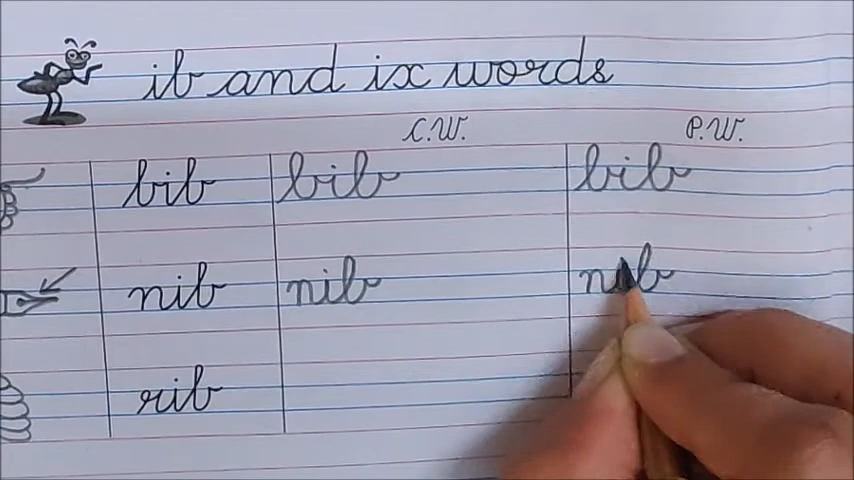 ib and ix words
C.W. P.W.
bib bib bib
nib nib nib
rib